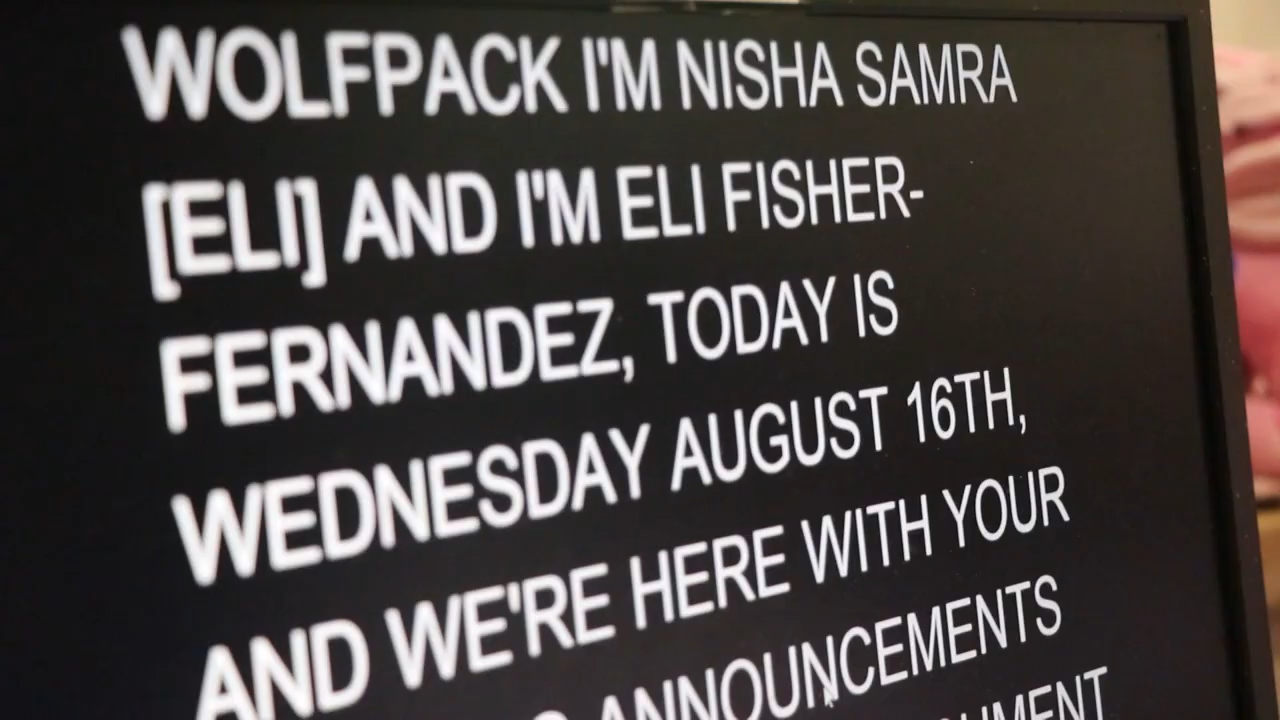 WOLFPACK I'M NISHA SAMRA
[ELI] AND I'M ELI FISHER-
FERNANDEZ, TODAY IS
WEDNESDAY AUGUST 16TH,
AND WE'RE HERE WITH YOUR
ANNOUNCEMENTS